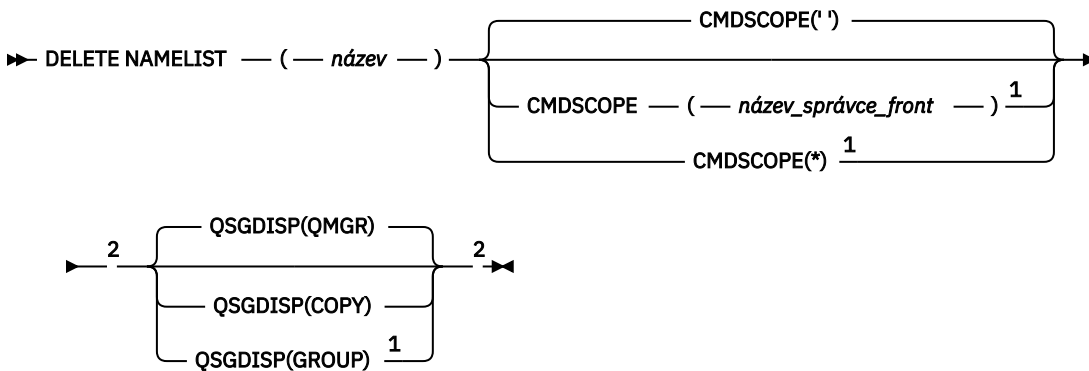 CMDSCOPE(' ')
DELETE NAMELIST ( název )
CMDSCOPE ( název_správce_front ) 1
CMDSCOPE(*) 1
QSGDISP(QMGR)
2 2
QSGDISP(COPY)
QSGDISP(GROUP) 1